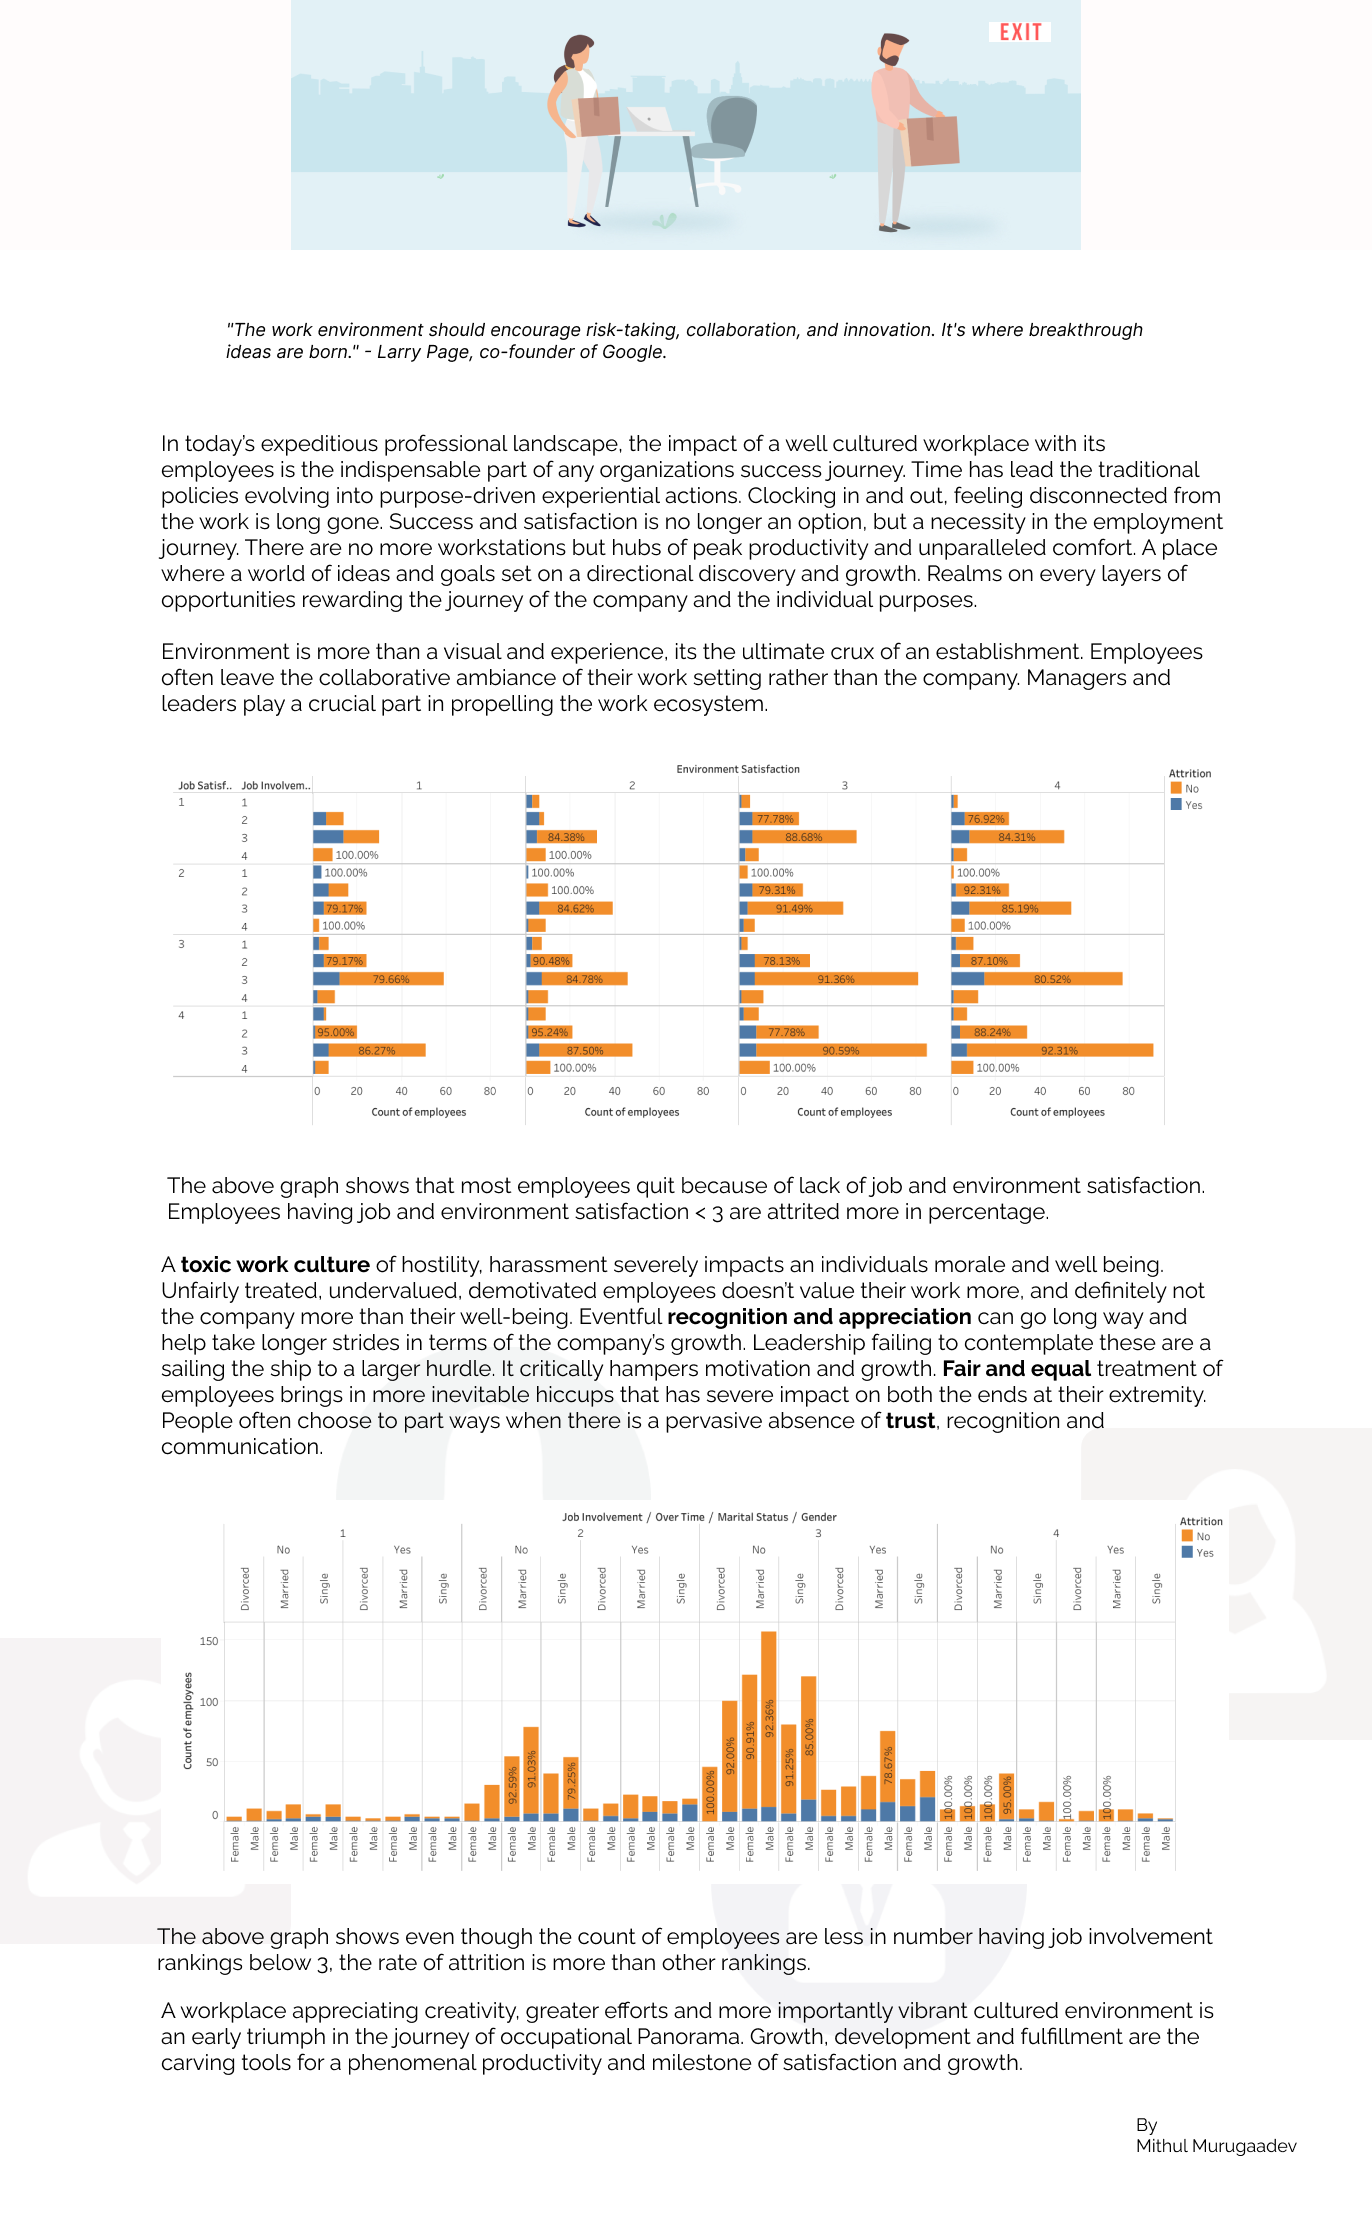 EXIT
"The work environment should encourage risk-taking, collaboration, and innovation. It's where breakthrough
ideas are born." - Larry Page, co-founder of Google.
In today's expeditious professional landscape, the impact of a well cultured workplace with its
employees is the indispensable part of any organizations success journey. Time has lead the traditional
policies evolving into purpose-driven experiential actions. Clocking in and out, feeling disconnected from
the work is long gone. Success and satisfaction is no longer an option, but a necessity in the employment
journey. There are no more workstations but hubs of peak productivity and unparalleled comfort. A place
where a world of ideas and goals set on a directional discovery and growth. Realms on every layers of
opportunities rewarding the journey of the company and the individual purposes.
Environment is more than a visual and experience, its the ultimate crux of an establishment. Employees
often leave the collaborative ambiance of their work setting rather than the company. Managers and
leaders play a crucial part in propelling the work ecosystem.
Environment Satisfaction
Job Satisf.. Job Involvem.. 1 2 3 4
Attrition
No
Yes
1 1
2 77.78% 76.92%
3 84.38% 88.68% 84.31%
4 100.00% 100.00%
2 1 100.00% 100.00% 100.00% 100.00%
2 100.00% 79.31% 92.31%
3 79.17% 84.62% 91.49% 85.19%
4 100.00% 100.00%
3 1
2 79.17% 90.48% 78.13% 87.10%
3 79.66% 84.78% 91.36% 80.52%
4
4 1
2 95.00% 95.24% 77.78% 88.24%
3 86.27% 87.50% 90.59% 92.31%
4 100.00% 100.00% 100.00%
0 20 40 60 80 0 20 40 60 80 0 20 40 60 80 0 20 40 60 80
Count of employees Count of employees Count of employees Count of employees
The above graph shows that most employees quit because of lack of job and environment satisfaction.
Employees having job and environment satisfaction < 3 are attrited more in percentage.
A toxic work culture of hostility, harassment severely impacts an individuals morale and well being.
Unfairly treated, undervalued, demotivated employees doesn't value their work more, and definitely not
the company more than their well-being. Eventful recognition and appreciation can go long way and
help take longer strides in terms of the company's growth. Leadership failing to contemplate these are a
sailing the ship to a larger hurdle. It critically hampers motivation and growth. Fair and equal treatment of
employees brings in more inevitable hiccups that has severe impact on both the ends at their extremity.
People often choose to part ways when there is a pervasive absence of trust, recognition and
communication.
Job Involvement / Over Time / Marital Status / Gender
Attrition
No
Yes
1 2 3 4
No Yes No Yes No Yes No Yes
Divorced Married Single Divorced Married Single Divorced Married Single Divorced Married Single Divorced Married Single Divorced Married Single Divorced Married Single Divorced Married Single
Count of employees
150
100
50
0
92.59% 91.03% 79.25% 100.00% 92.00% 90.91% 92.36% 91.25% 85.00% 78.67% 100.00% 100.00% 100.00% 95.00% 100.00% 100.00%
Female Male Female Male Female Male Female Male Female Male Female Male Female Male Female Male Female Male Female Male Female Male Female Male Female Male Female Male Female Male Female Male Female Male Female Male Female Male Female Male Female Male Female Male Female Male Female Male
The above graph shows even though the count of employees are less in number having job involvement
rankings below 3, the rate of attrition is more than other rankings.
A workplace appreciating creativity, greater efforts and more importantly vibrant cultured environment is
an early triumph in the journey of occupational Panorama. Growth, development and fulfillment are the
carving tools for a phenomenal productivity and milestone of satisfaction and growth.
By
Mithul Murugaadev